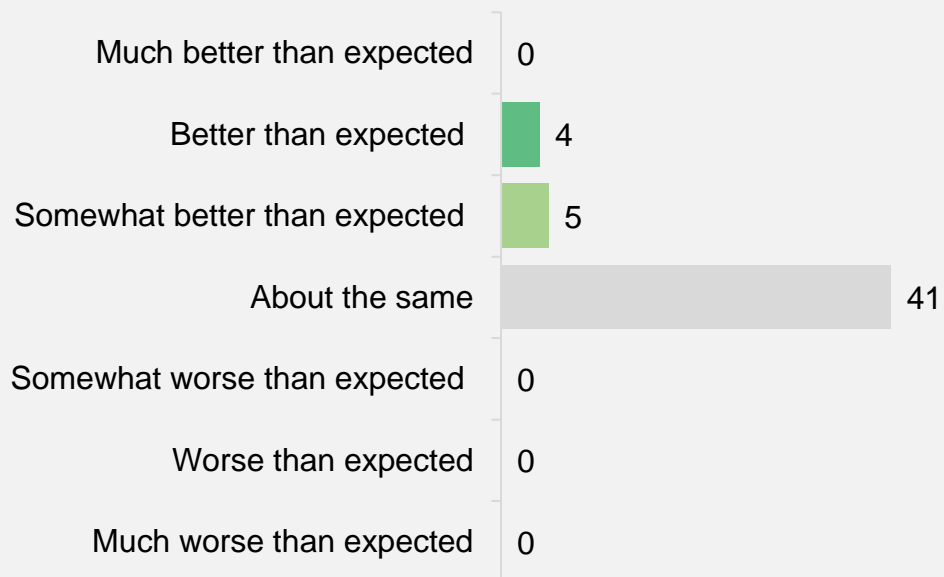 Much better than expected 0
Better than expected 4
Somewhat better than expected 5
About the same 41
Somewhat worse than expected 0
Worse than expected 0
Much worse than expected 0